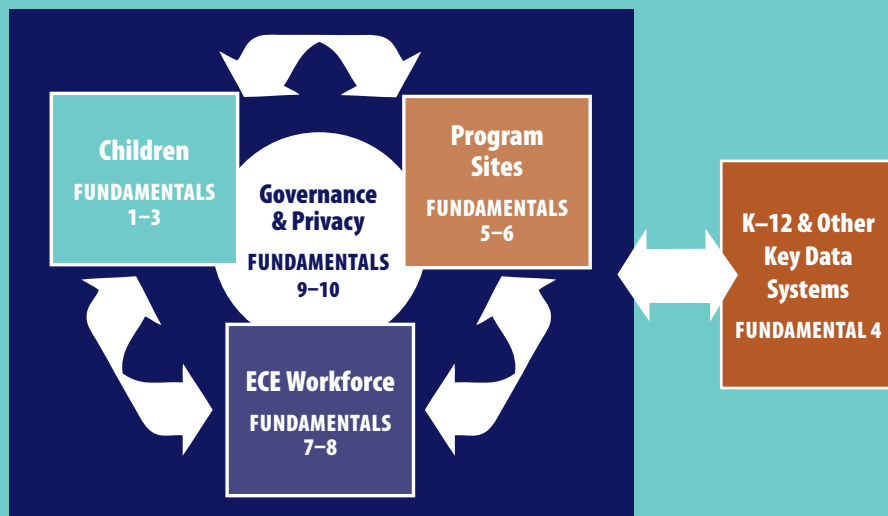 Children
FUNDAMENTALS
1–3
Governance
& Privacy
FUNDAMENTALS
9–10
Program
Sites
FUNDAMENTALS
5–6
ECE Workforce
FUNDAMENTALS
7–8
K–12 & Other
Key Data
Systems
FUNDAMENTAL 4